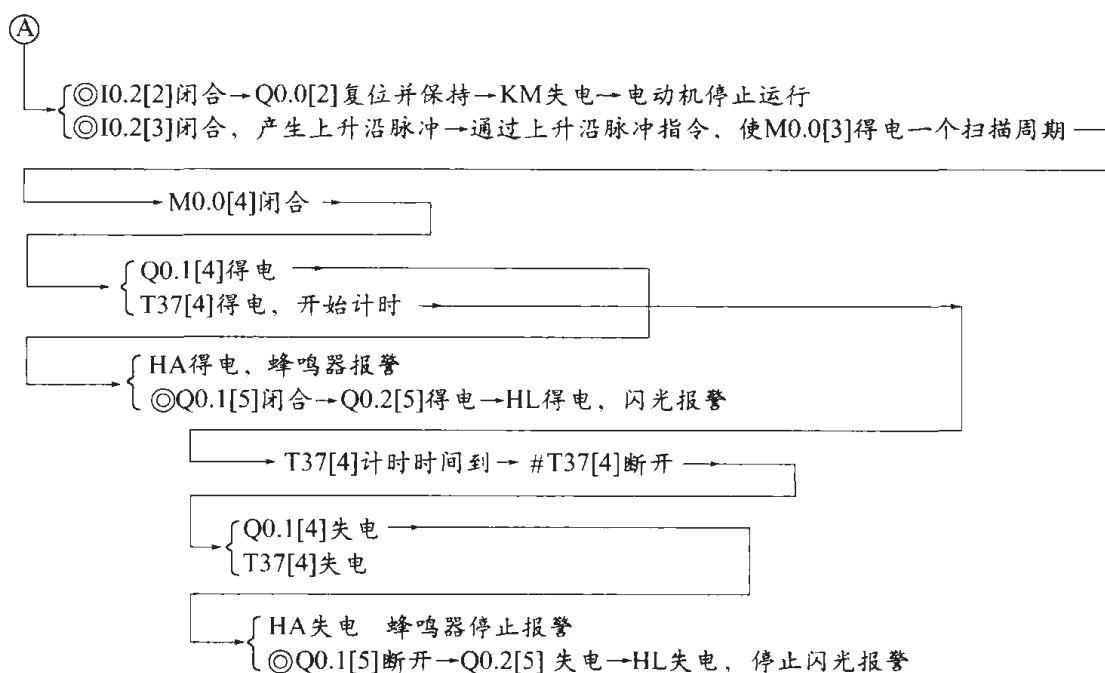 A
◎I0.2[2]闭合→Q0.0[2]复位并保持→KM失电→电动机停止运行
◎I0.2[3]闭合，产生上升沿脉冲→通过上升沿脉冲指令，使M0.0[3]得电一个扫描周期
M0.0[4]闭合
Q0.1[4]得电
T37[4]得电，开始计时
HA得电，蜂鸣器报警
◎Q0.1[5]闭合→Q0.2[5]得电→HL得电，闪光报警
T37[4]计时时间到→#T37[4]断开
Q0.1[4]失电
T37[4]失电
HA失电 蜂鸣器停止报警
◎Q0.1[5]断开→Q0.2[5] 失电→HL失电，停止闪光报警